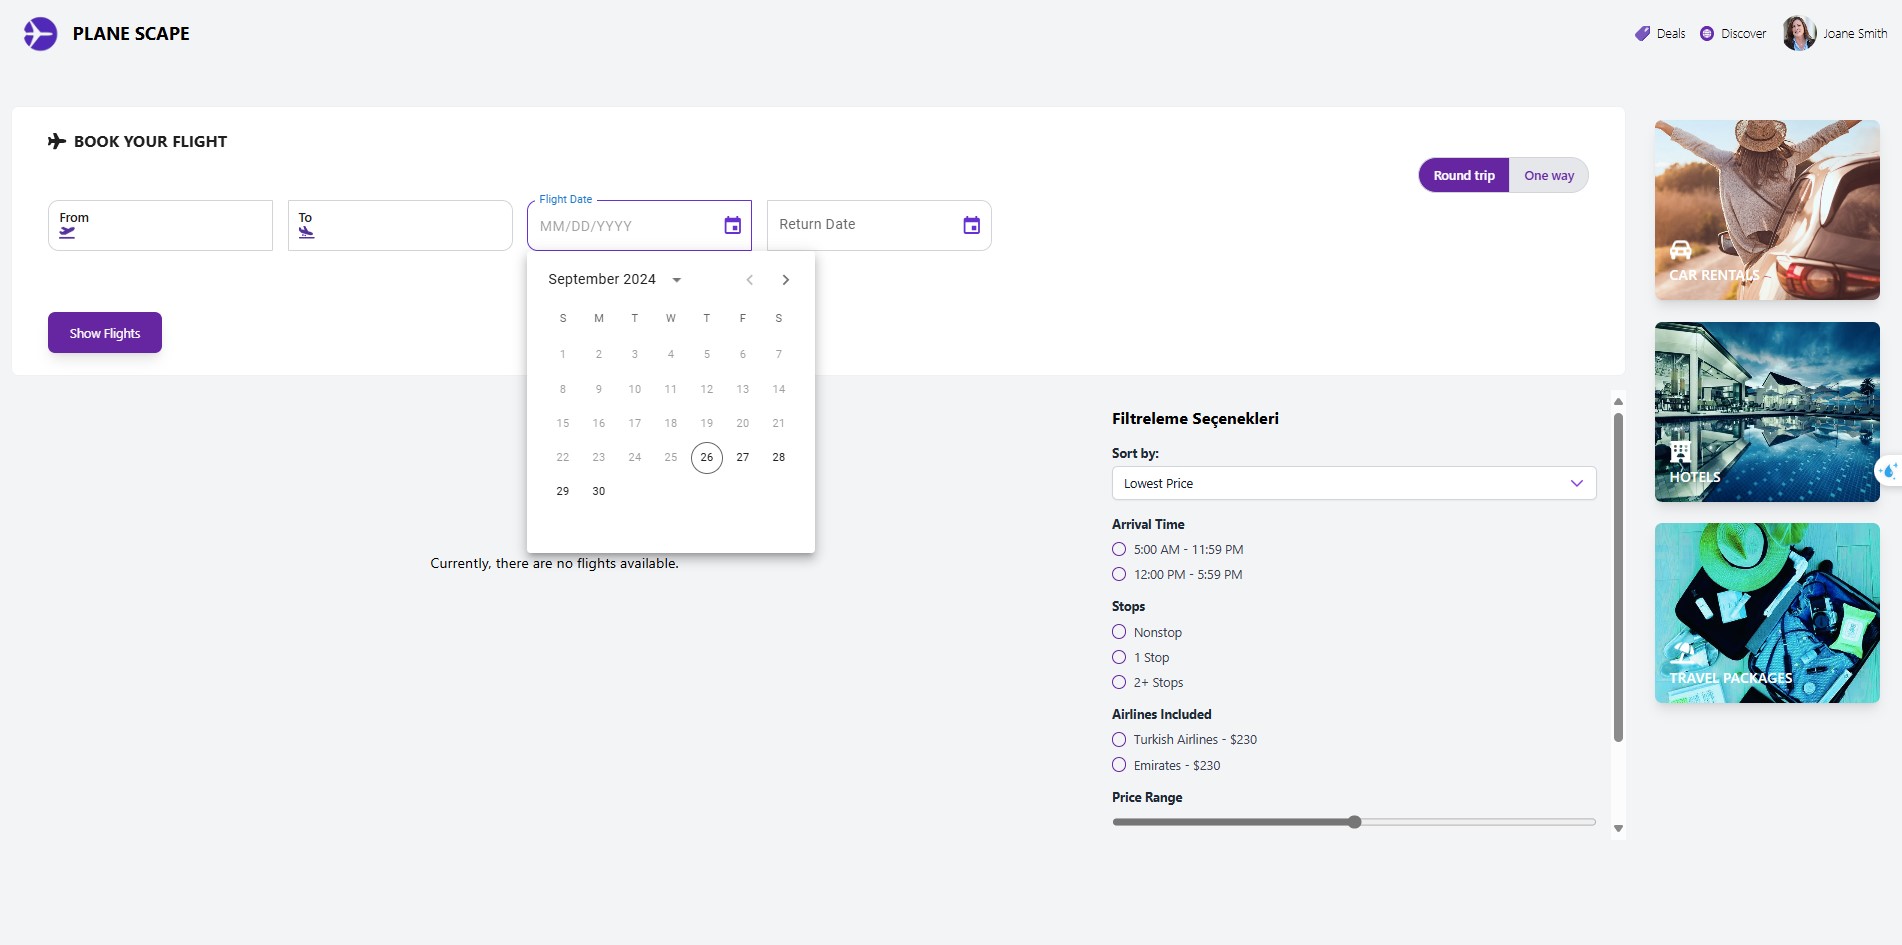 PLANE SCAPE
Deals
Discover
Joane Smith
BOOK YOUR FLIGHT
Round trip
One way
From
To
Flight Date
MM/DD/YYYY
Return Date
Show Flights
September 2024
S M T W T F S
1 2 3 4 5 6 7
8 9 10 11 12 13 14
15 16 17 18 19 20 21
22 23 24 25 26 27 28
29 30
Currently, there are no flights available.
Filtreleme Seçenekleri
Sort by:
Lowest Price
Arrival Time
5:00 AM - 11:59 PM
12:00 PM - 5:59 PM
Stops
Nonstop
1 Stop
2+ Stops
Airlines Included
Turkish Airlines - $230
Emirates - $230
Price Range
CAR RENTALS
HOTELS
TRAVEL PACKAGES